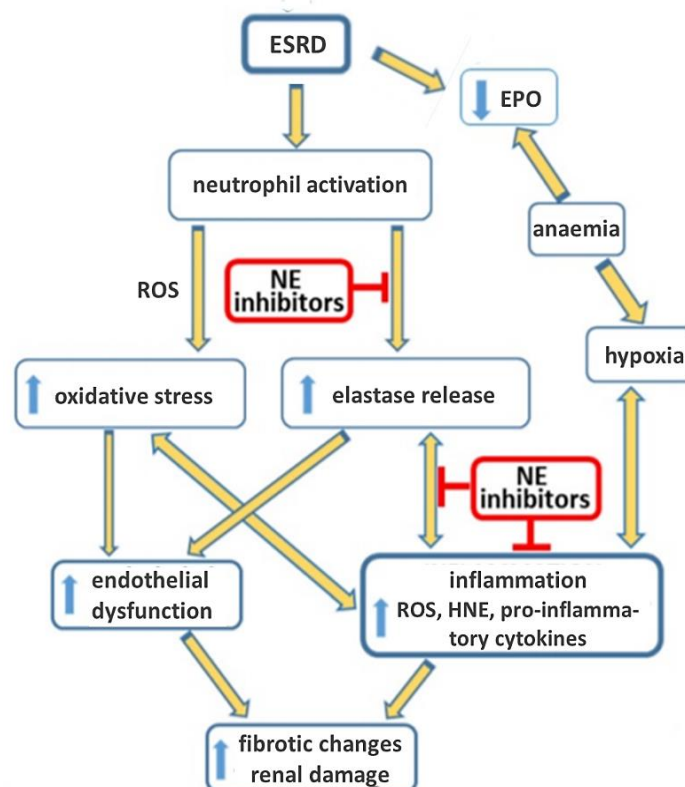 ESRD
EPO
neutrophil activation
anaemia
ROS
NE
inhibitors
hypoxia
oxidative stress
elastase release
NE
inhibitors
endothelial
dysfunction
inflammation
ROS, HNE, pro-inflamma-
tory cytokines
fibrotic changes
renal damage